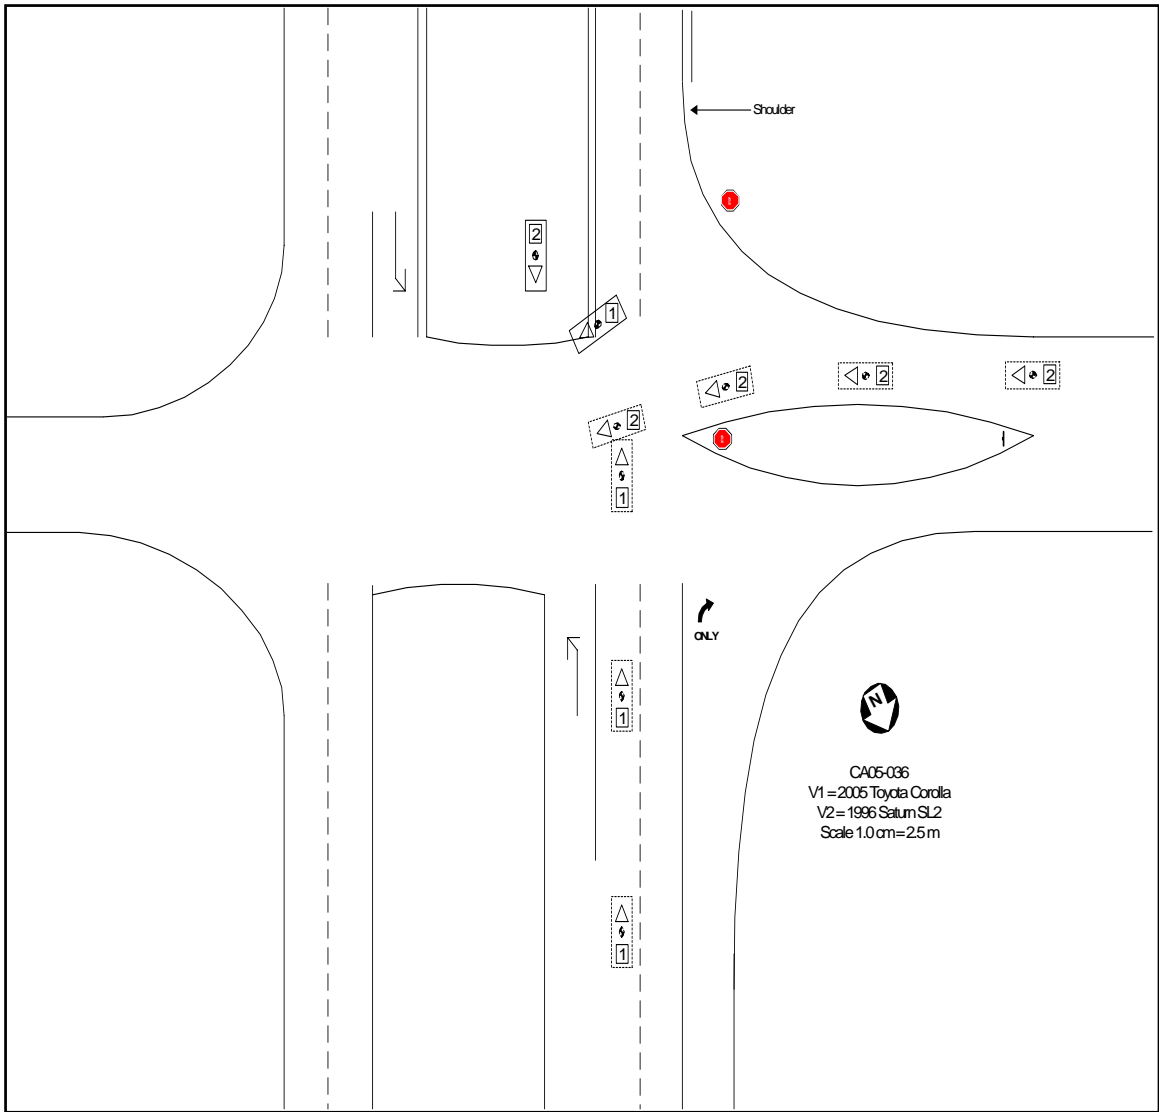 Shoulder
2
1
2
2
2
2
1
ONLY
1
N
CA05-036
V1 = 2005 Toyota Corolla
V2 = 1996 Saturn SL2
Scale 1.0 cm = 2.5 m
1